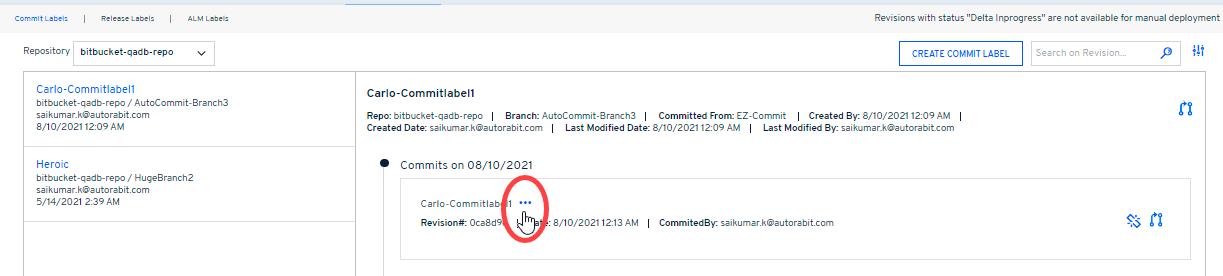 Commit Labels | Release Labels | ALM Labels
Revisions with status "Delta Inprogress" are not available for manual deployment
Repository bitbucket-qadb-repo
CREATE COMMIT LABEL
Search on Revision...
Carlo-Commitlabel1
bitbucket-qadb-repo / AutoCommit-Branch3
saikumar.k@autorabit.com
8/10/2021 12:09 AM
Heroic
bitbucket-qadb-repo / HugeBranch2
saikumar.k@autorabit.com
5/14/2021 2:39 AM
Carlo-Commitlabel1
Repo: bitbucket-qadb-repo | Branch: AutoCommit-Branch3 | Committed From: EZ-Commit | Created By: 8/10/2021 12:09 AM |
Created Date: saikumar.k@autorabit.com | Last Modified Date: 8/10/2021 12:09 AM | Last Modified By: saikumar.k@autorabit.com
Commits on 08/10/2021
Carlo-Commitlabel1 •••
Revision#: 8/10/2021 12:13 AM | CommitedBy: saikumar.k@autorabit.com